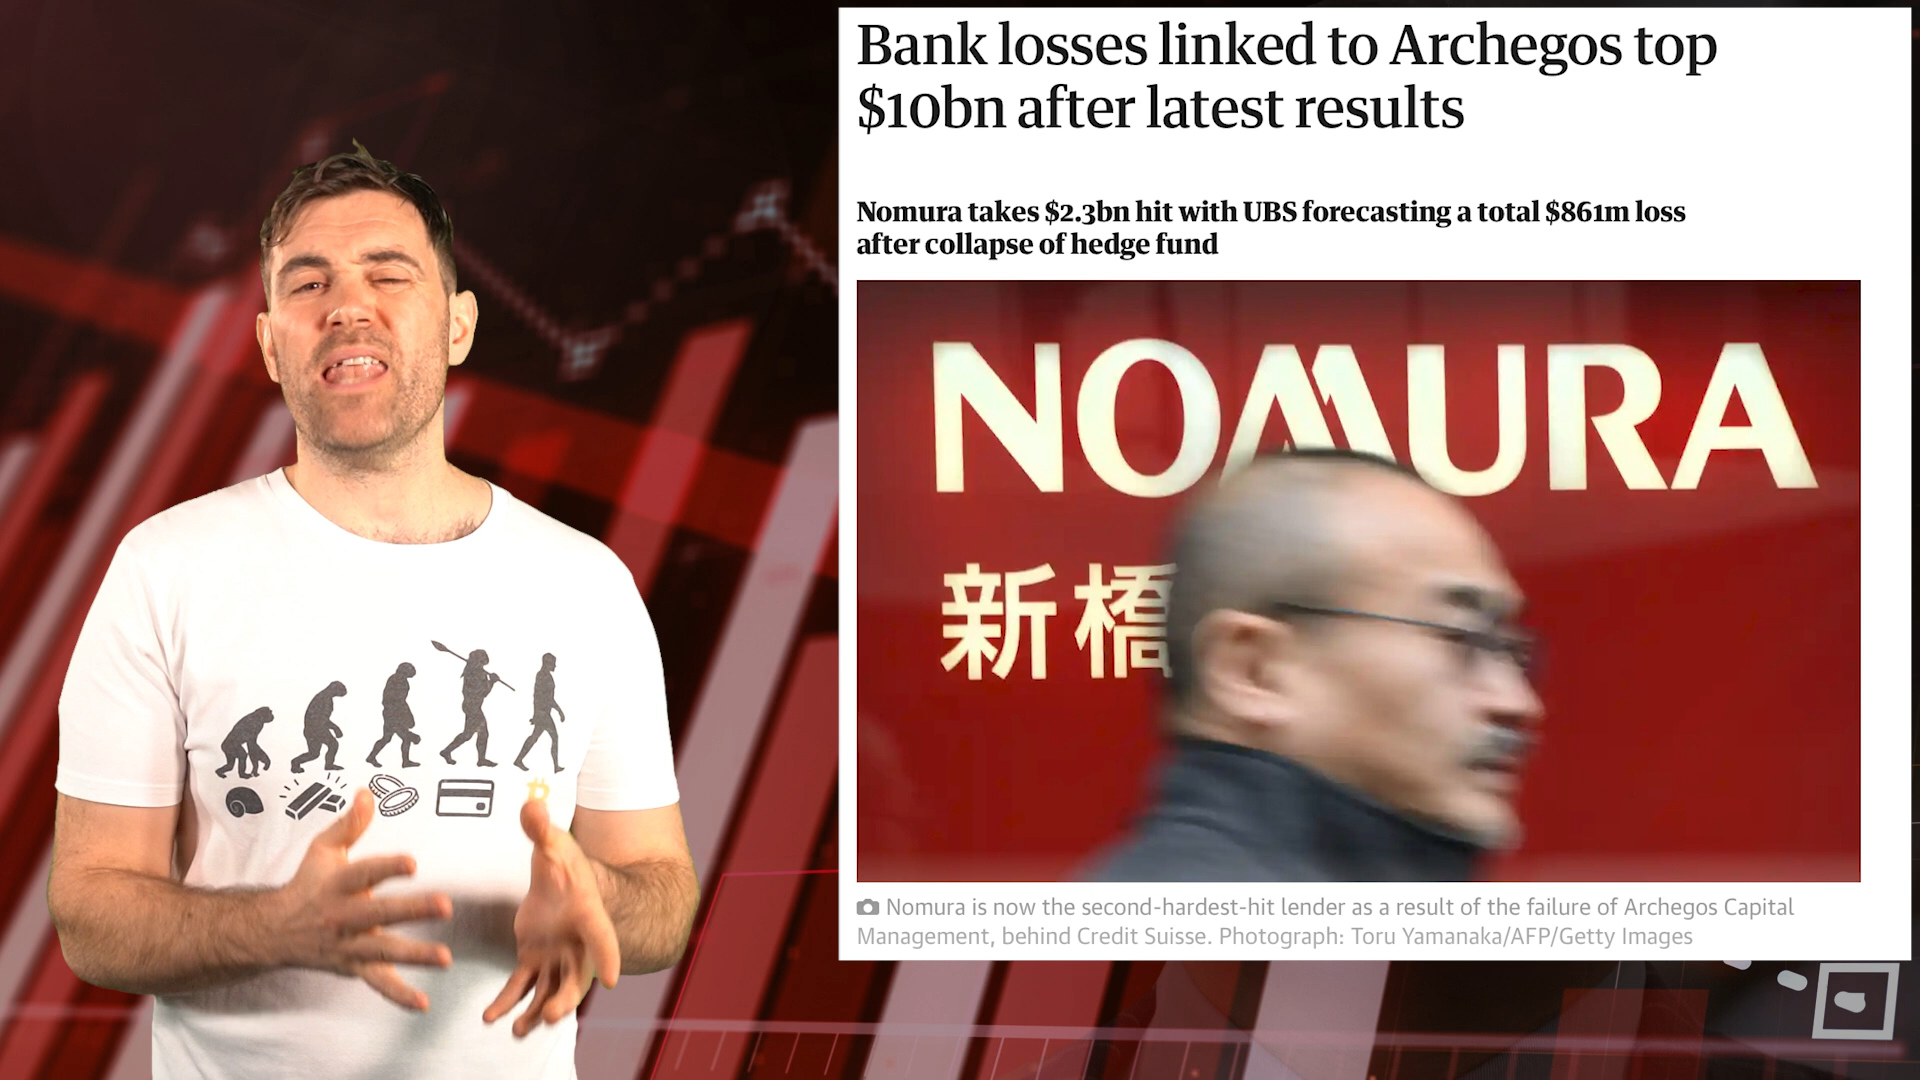 Bank losses linked to Archegos top
$10bn after latest results
Nomura takes $2.3bn hit with UBS forecasting a total $861m loss
after collapse of hedge fund
NOMURA
新橋
Nomura is now the second-hardest-hit lender as a result of the failure of Archegos Capital
Management, behind Credit Suisse. Photograph: Toru Yamanaka/AFP/Getty Images